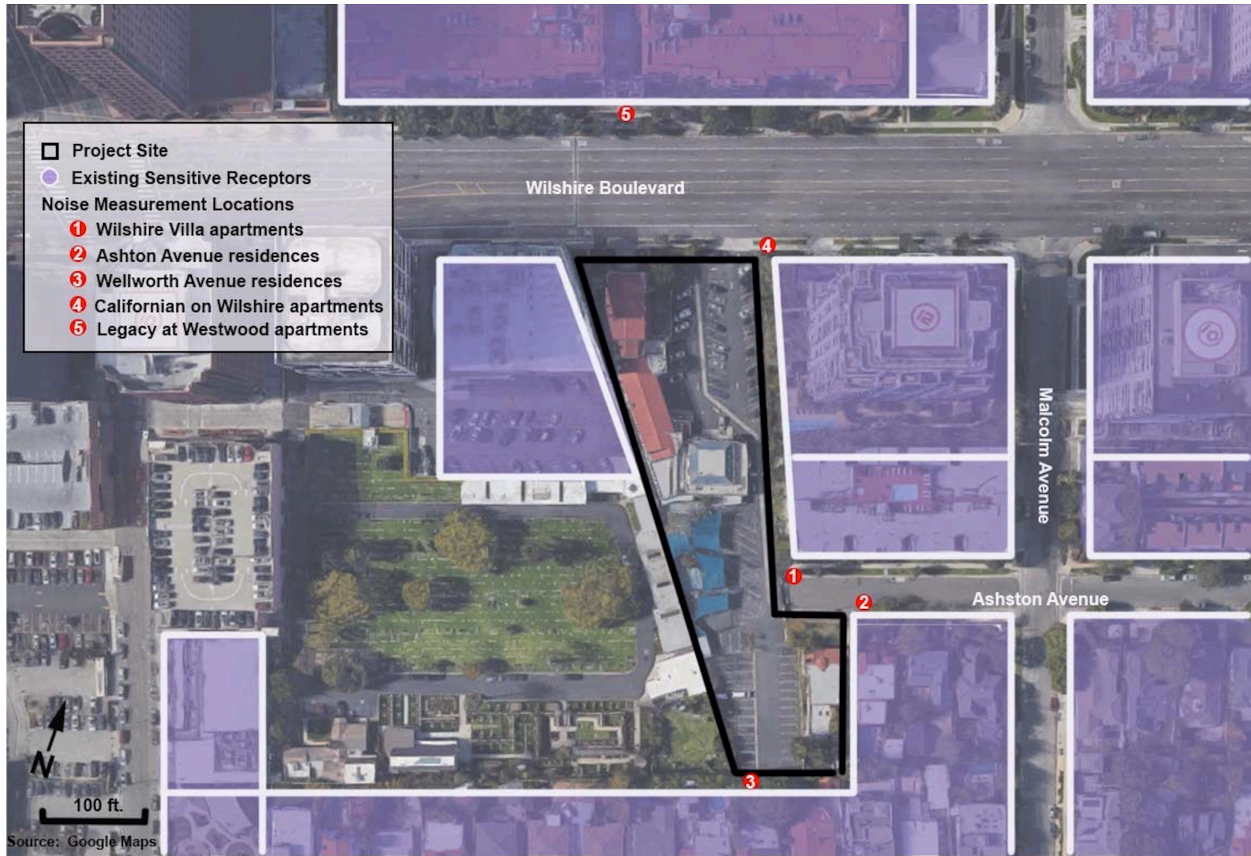 5
Project Site
Existing Sensitive Receptors
Noise Measurement Locations
1 Wilshire Villa apartments
2 Ashton Avenue residences
3 Wellworth Avenue residences
4 Californian on Wilshire apartments
5 Legacy at Westwood apartments
Wilshire Boulevard
4
Malcolm Avenue
1
2
Ashston Avenue
3
N
100 ft.
Source: Google Maps